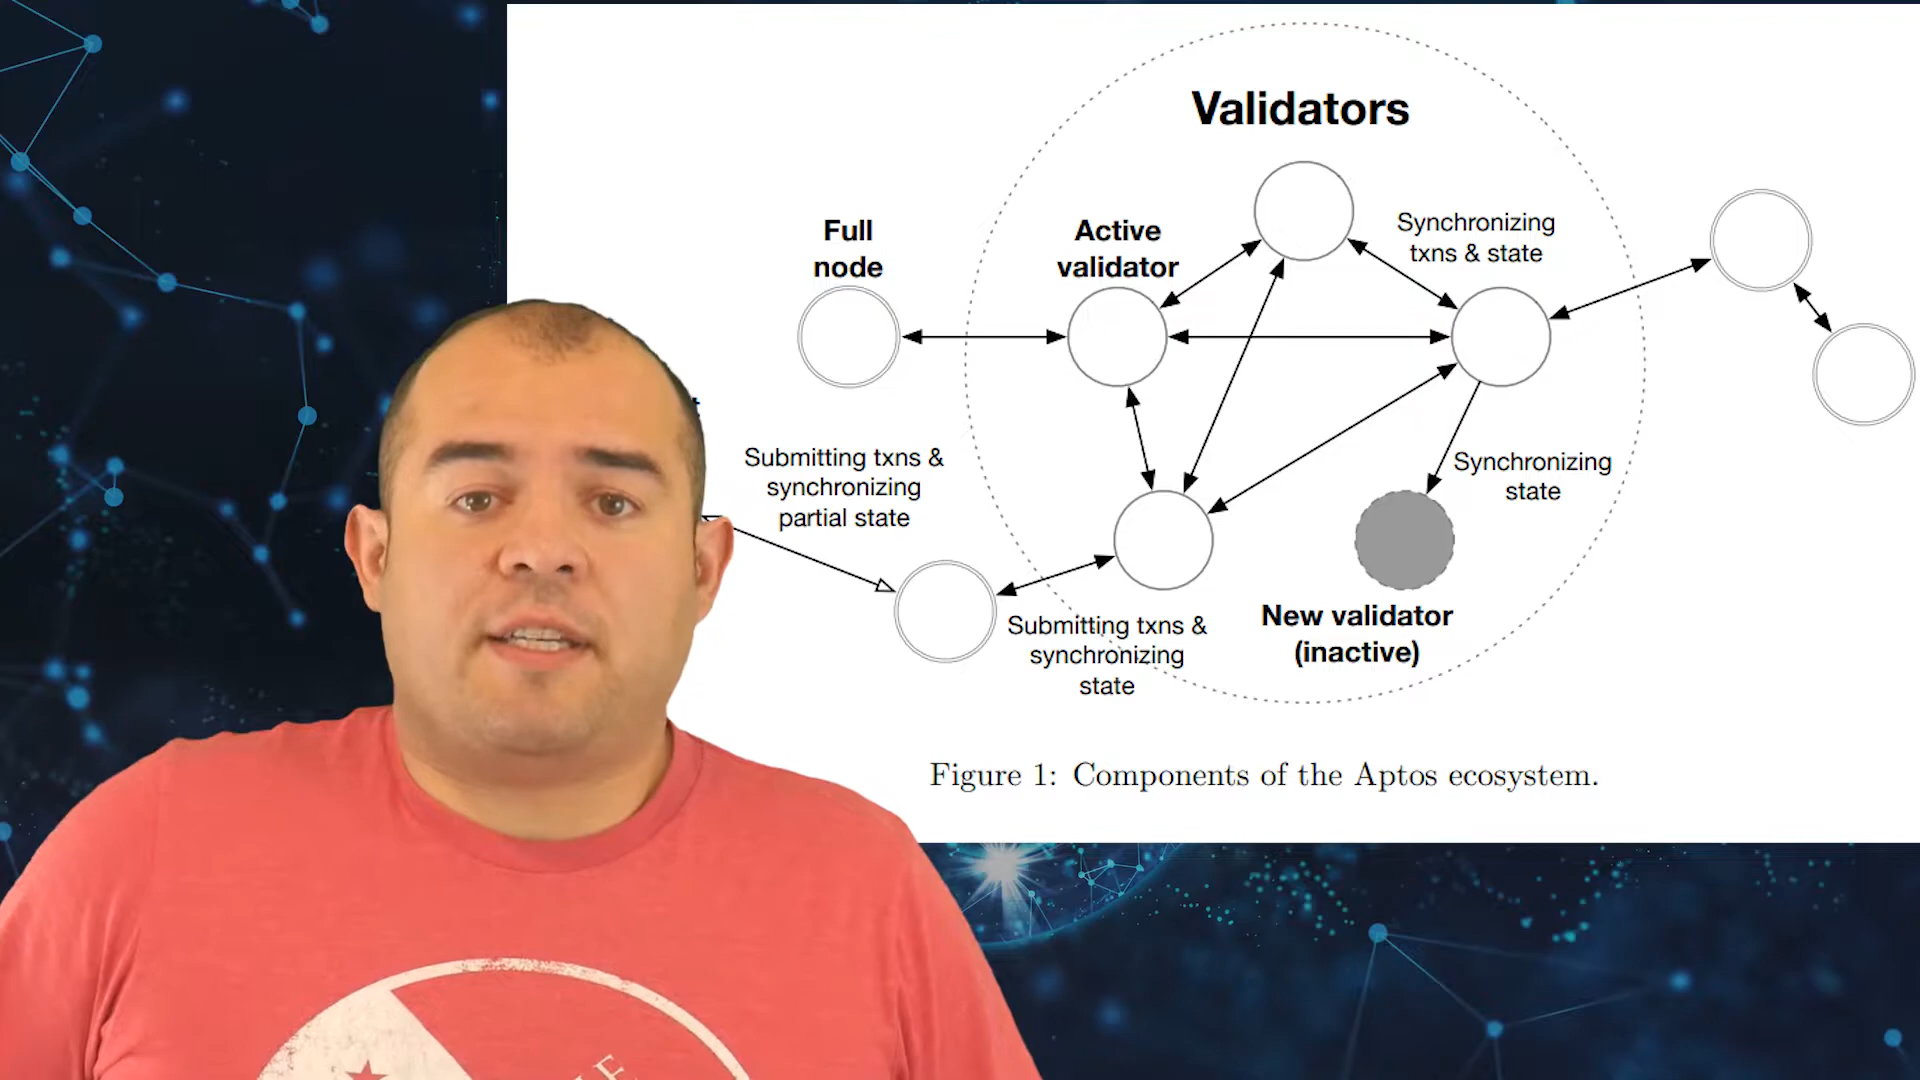 Validators
Full
node
Active
validator
Synchronizing
txns & state
Submitting txns &
synchronizing
partial state
Synchronizing
state
Submitting txns &
synchronizing
state
New validator
(inactive)
Figure 1: Components of the Aptos ecosystem.